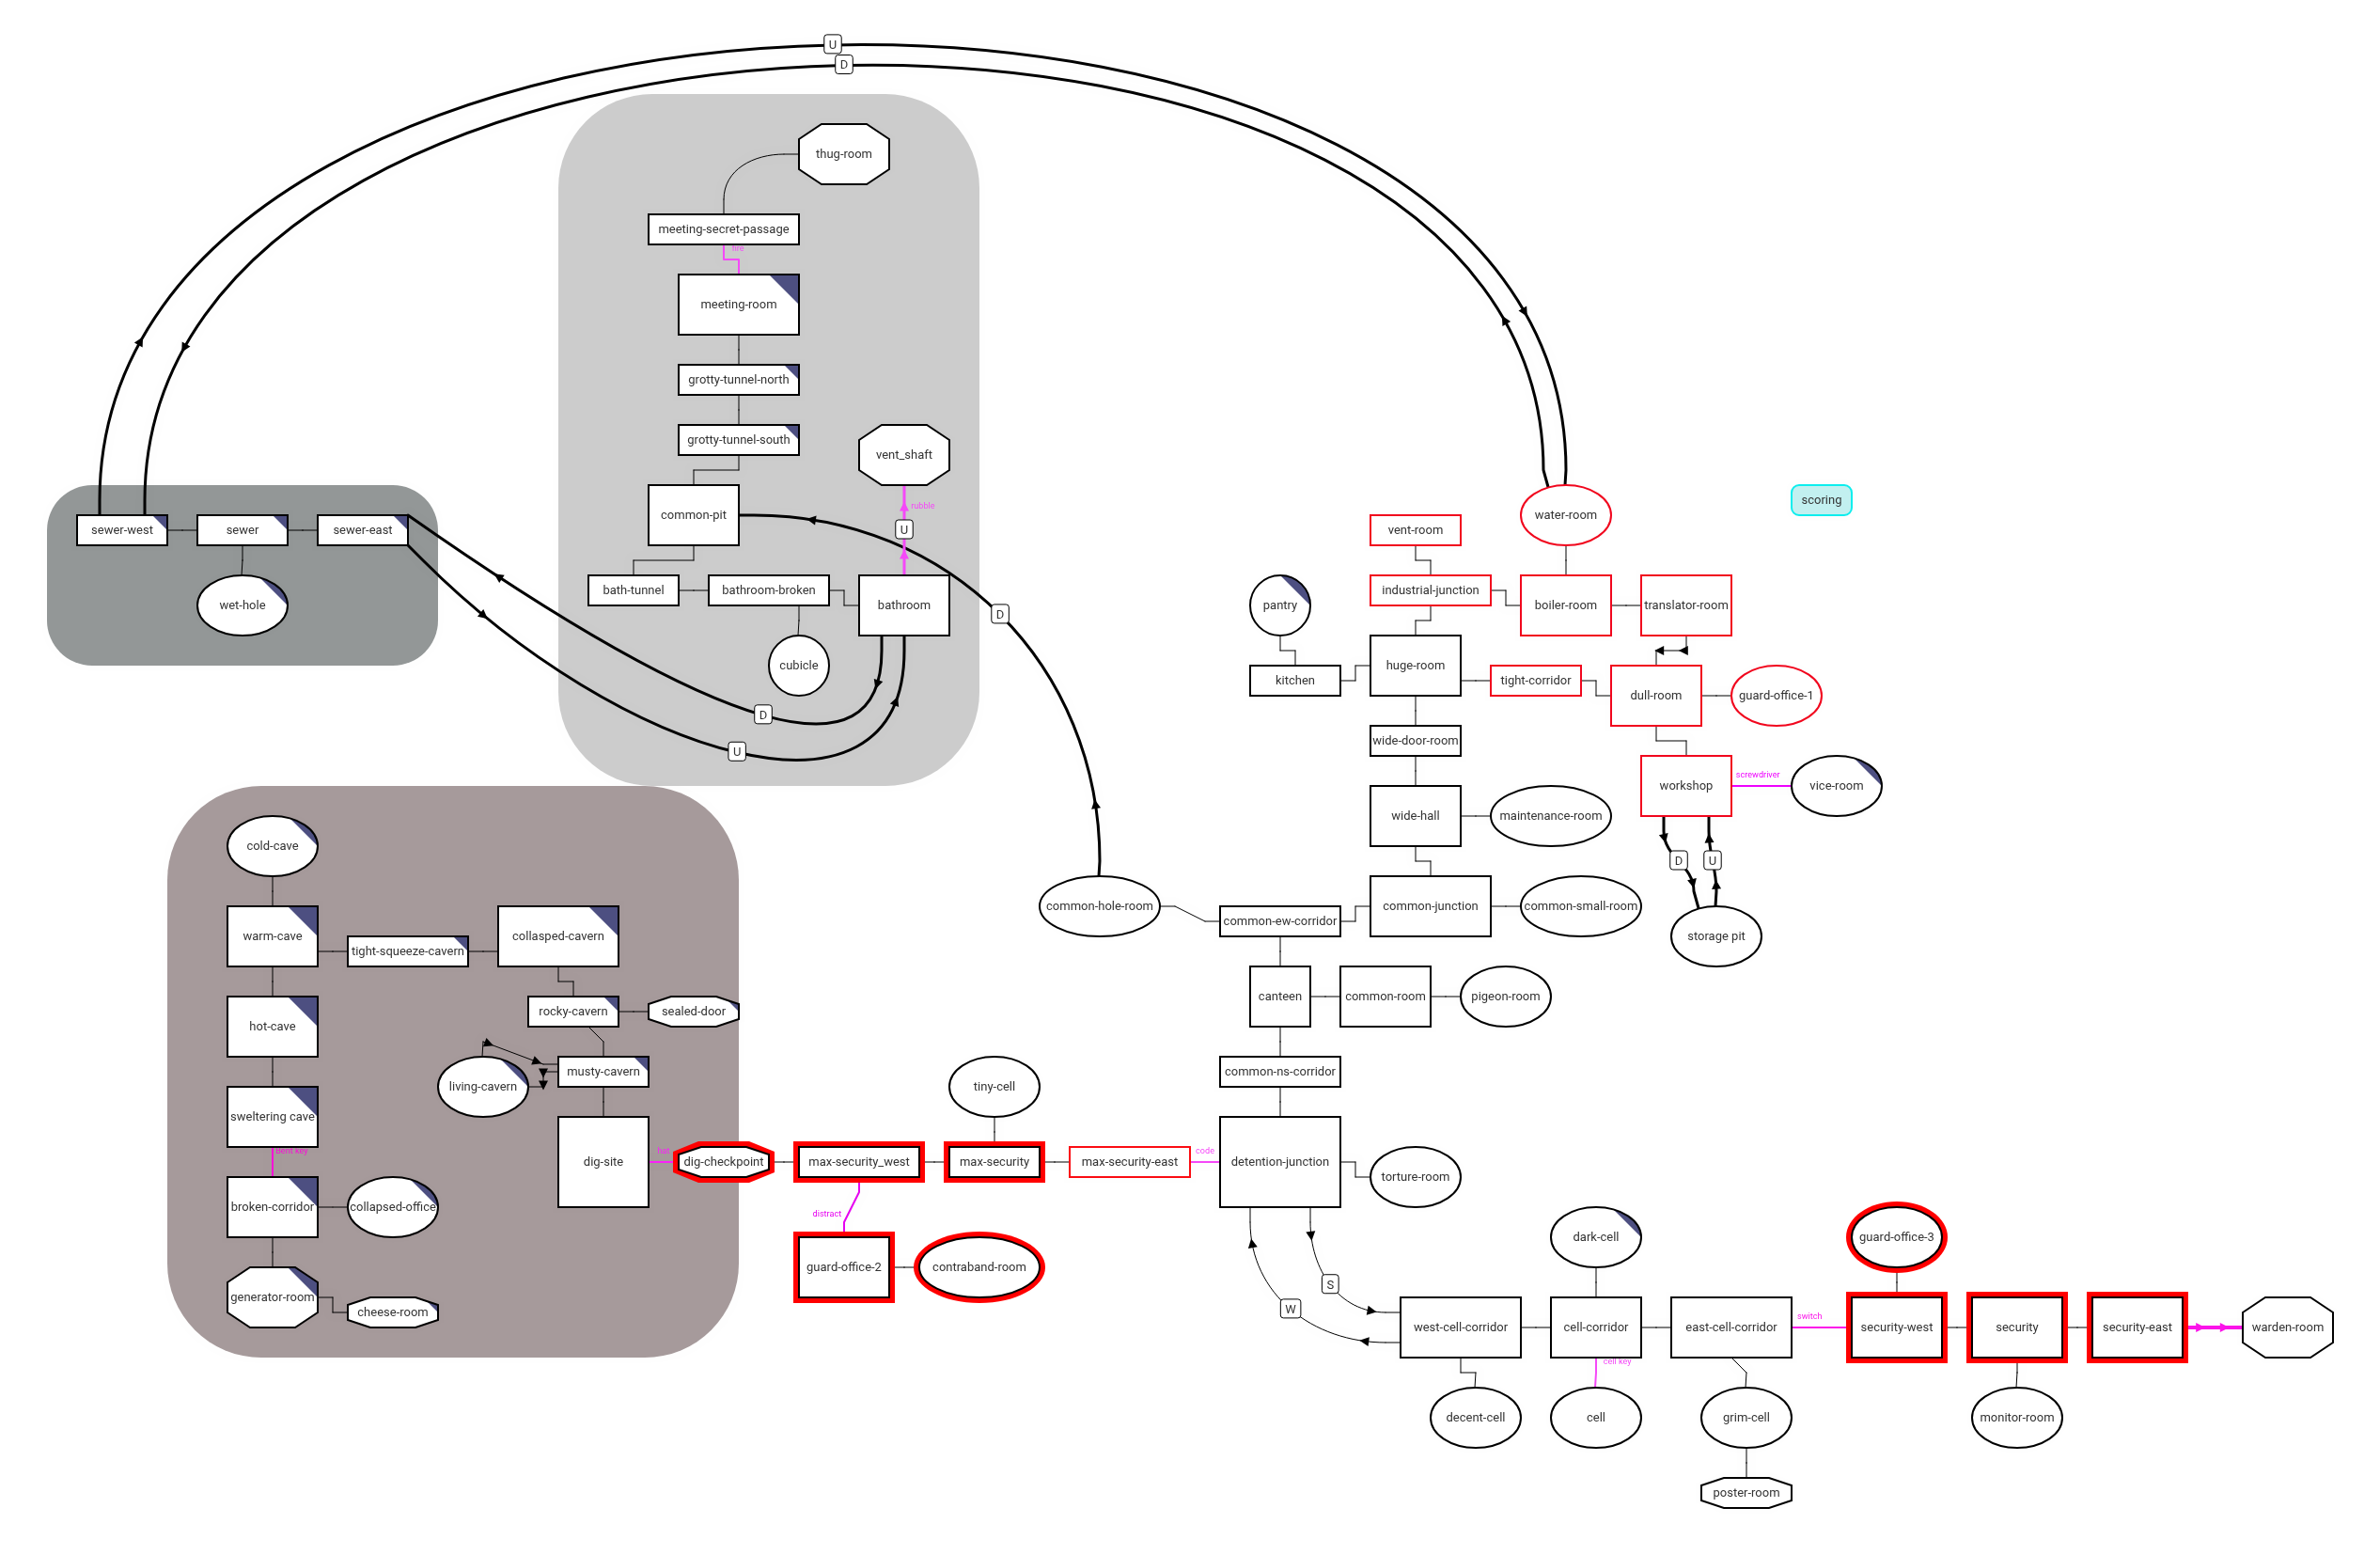 U
D
thug-room
meeting-secret-passage
fire
meeting-room
grotty-tunnel-north
grotty-tunnel-south
vent_shaft
rubble
U
common-pit
sewer-west
sewer
sewer-east
wet-hole
bath-tunnel
bathroom-broken
bathroom
cubicle
D
U
D
water-room
scoring
vent-room
industrial-junction
boiler-room
translator-room
pantry
kitchen
huge-room
tight-corridor
dull-room
guard-office-1
wide-door-room
workshop
screwdriver
vice-room
wide-hall
maintenance-room
D
U
storage pit
common-hole-room
common-ew-corridor
common-junction
common-small-room
canteen
common-room
pigeon-room
common-ns-corridor
cold-cave
warm-cave
tight-squeeze-cavern
collasped-cavern
hot-cave
rocky-cavern
sealed-door
living-cavern
musty-cavern
sweltering cave
bent key
broken-corridor
collapsed-office
generator-room
cheese-room
dig-site
hat
dig-checkpoint
max-security_west
max-security
max-security-east
code
detention-junction
torture-room
tiny-cell
distract
guard-office-2
contraband-room
S
W
dark-cell
guard-office-3
west-cell-corridor
cell-corridor
east-cell-corridor
switch
security-west
security
security-east
warden-room
cell key
decent-cell
cell
grim-cell
monitor-room
poster-room